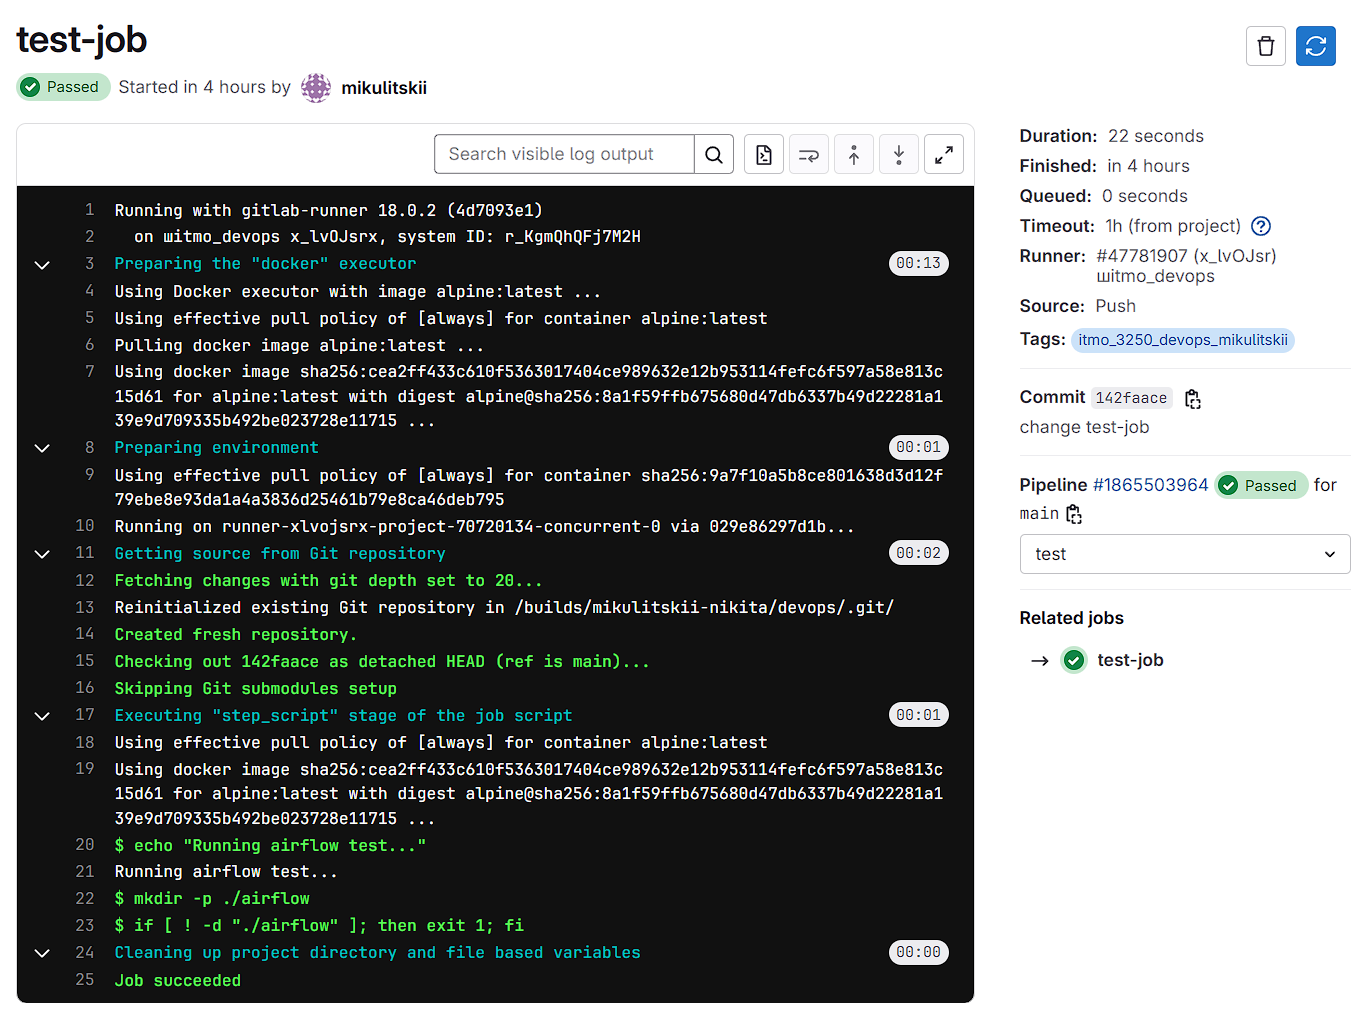 test-job
Passed Started in 4 hours by mikulitskii
Search visible log output
1 Running with gitlab-runner 18.0.2 (4d7093e1)
2 on шitmo_devops x_lvOJsrx, system ID: r_KgmQhQFj7M2H
3 Preparing the "docker" executor 00:13
4 Using Docker executor with image alpine:latest ...
5 Using effective pull policy of [always] for container alpine:latest
6 Pulling docker image alpine:latest ...
7 Using docker image sha256:cea2ff433c610f5363017404ce989632e12b953114fefc6f597a58e813c
15d61 for alpine:latest with digest alpine@sha256:8a1f59ffb675680d47db6337b49d22281a1
39e9d709335b492be023728e11715 ...
8 Preparing environment 00:01
9 Using effective pull policy of [always] for container sha256:9a7f10a5b8ce801638d3d12f
79ebe8e93da1a4a3836d25461b79e8ca46deb795
10 Running on runner-xlvojsrx-project-70720134-concurrent-0 via 029e86297d1b...
11 Getting source from Git repository 00:02
12 Fetching changes with git depth set to 20...
13 Reinitialized existing Git repository in /builds/mikulitskii-nikita/devops/.git/
14 Created fresh repository.
15 Checking out 142faace as detached HEAD (ref is main)...
16 Skipping Git submodules setup
17 Executing "step_script" stage of the job script 00:01
18 Using effective pull policy of [always] for container alpine:latest
19 Using docker image sha256:cea2ff433c610f5363017404ce989632e12b953114fefc6f597a58e813c
15d61 for alpine:latest with digest alpine@sha256:8a1f59ffb675680d47db6337b49d22281a1
39e9d709335b492be023728e11715 ...
20 $ echo "Running airflow test..."
21 Running airflow test...
22 $ mkdir -p ./airflow
23 $ if [ ! -d "./airflow" ]; then exit 1; fi
24 Cleaning up project directory and file based variables 00:00
25 Job succeeded
Duration: 22 seconds
Finished: in 4 hours
Queued: 0 seconds
Timeout: 1h (from project)
Runner: #47781907 (x_lvOJsr)
шitmo_devops
Source: Push
Tags: itmo_3250_devops_mikulitskii
Commit 142faace
change test-job
Pipeline #1865503964 Passed for
main
test
Related jobs
→ test-job